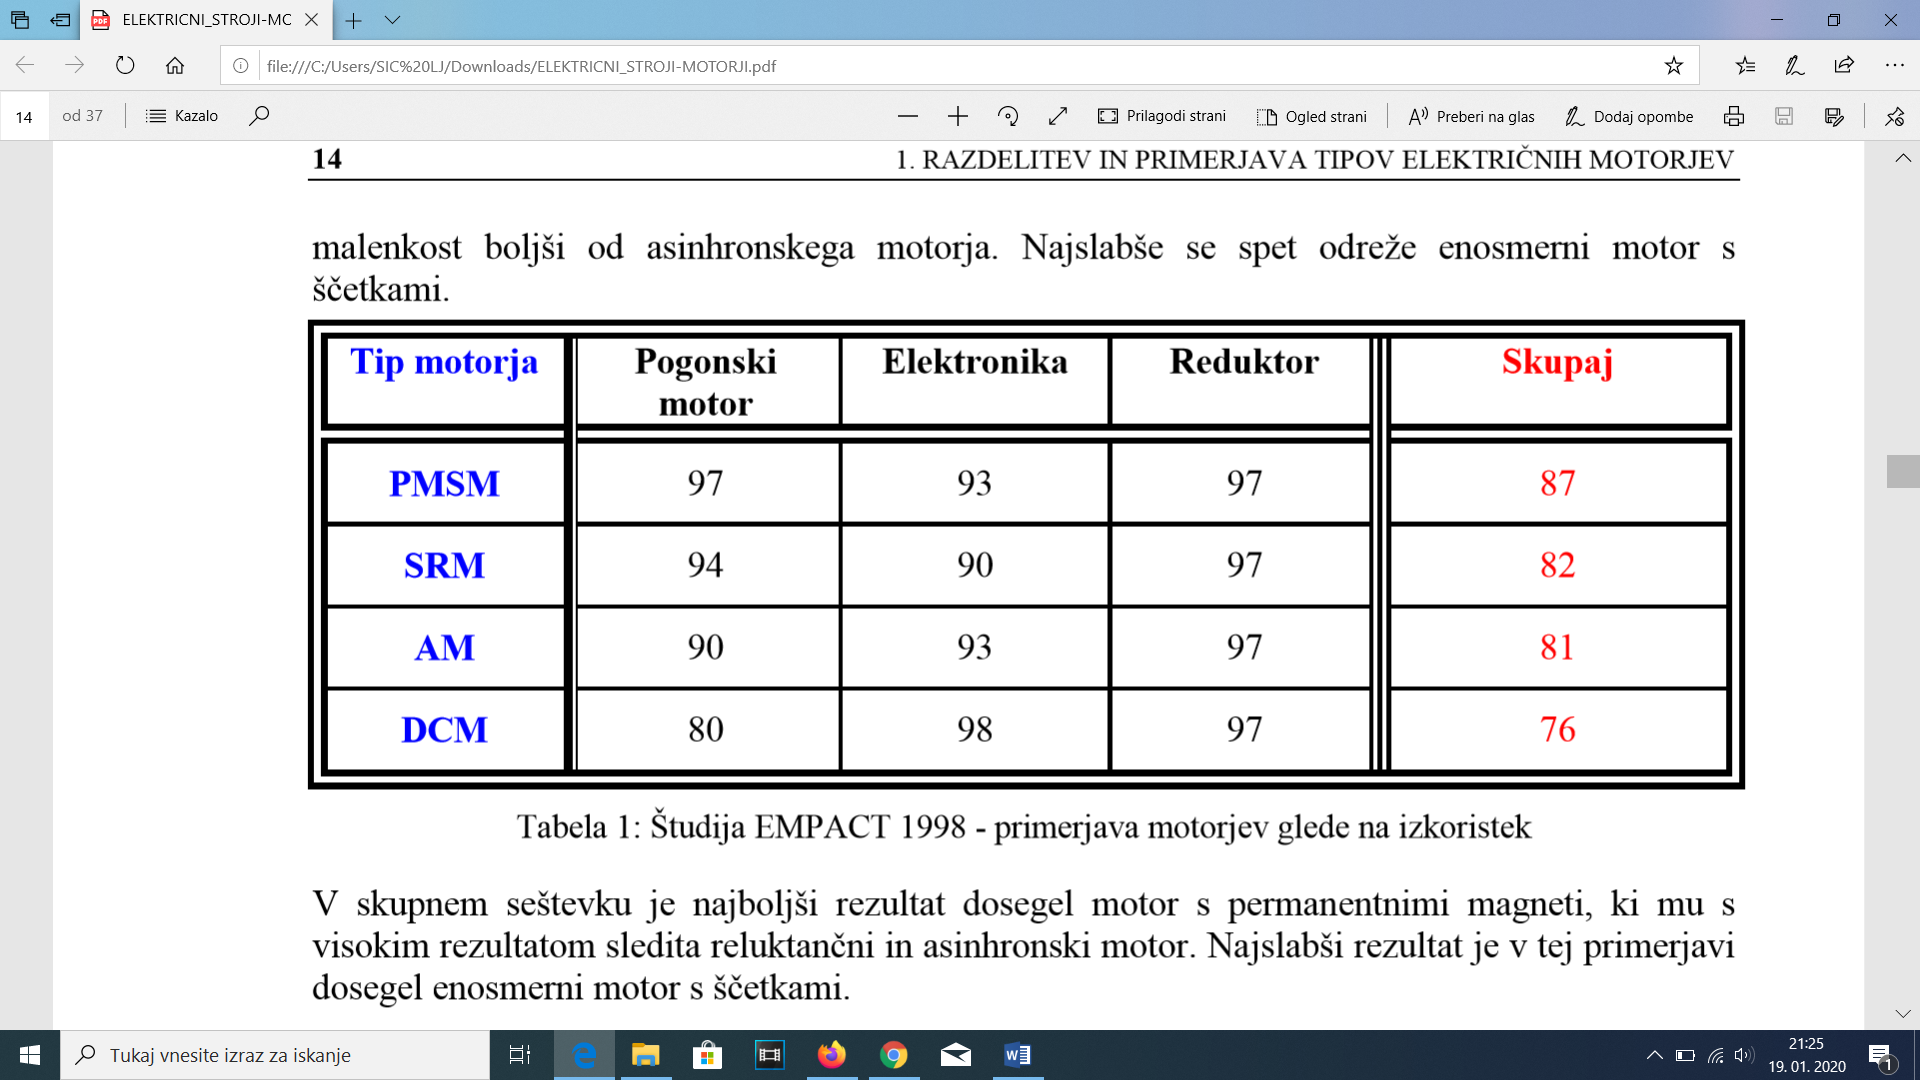 ELEKTRICNI_STROJI-MC
file:///C:/Users/SIC%20LJ/Downloads/ELEKTRICNI_STROJI-MOTORJI.pdf
14 od 37 Kazalo Prilagodi strani Ogled strani Preberi na glas Dodaj opombe
14 1. RAZDELITEV IN PRIMERJAVA TIPOV ELEKTRIČNIH MOTORJEV
malenkost boljši od asinhronskega motorja. Najslabše se spet odreže enosmerni motor s
ščetkami.
Tip motorja Pogonski motor Elektronika Reduktor Skupaj
PMSM 97 93 97 87
SRM 94 90 97 82
AM 90 93 97 81
DCM 80 98 97 76
Tabela 1: Študija EMPACT 1998 - primerjava motorjev glede na izkoristek
V skupnem seštevku je najboljši rezultat dosegel motor s permanentnimi magneti, ki mu s
visokim rezultatom sledita reluktančni in asinhronski motor. Najslabši rezultat je v tej primerjavi
dosegel enosmerni motor s ščetkami.
Tukaj vnesite izraz za iskanje
21:25
19. 01. 2020
1